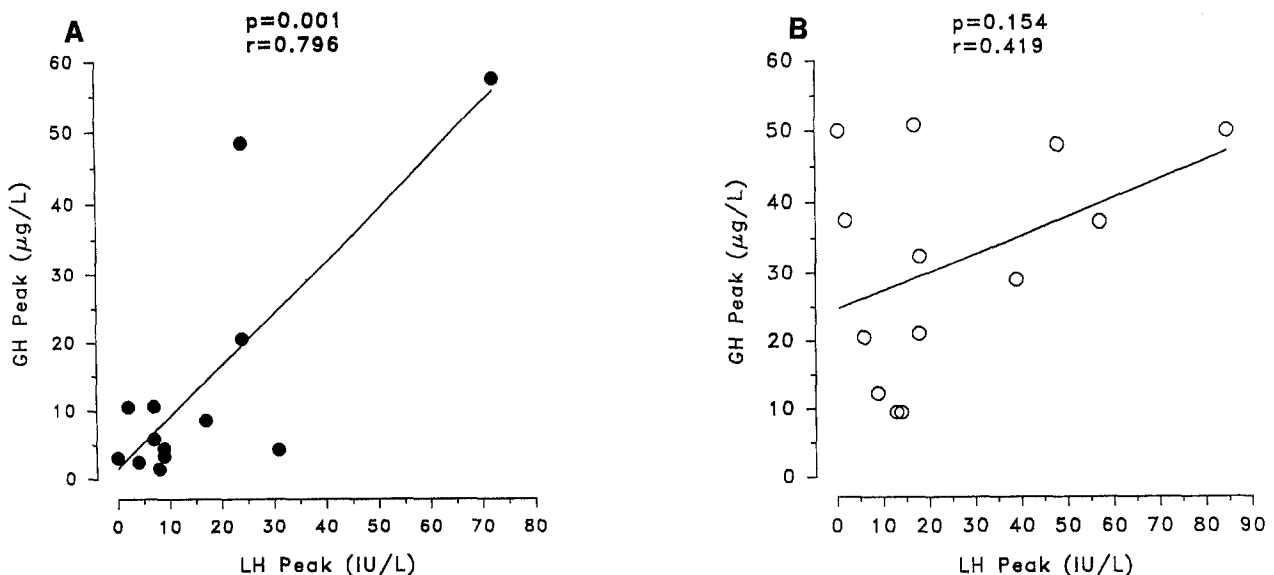 A
p=0.001
r=0.796
60
50
40
30
20
10
0
GH Peak (µg/L)
0 10 20 30 40 50 60 70 80
LH Peak (IU/L)
B
p=0.154
r=0.419
60
50
40
30
20
10
0
GH Peak (µg/L)
0 10 20 30 40 50 60 70 80 90
LH Peak (IU/L)